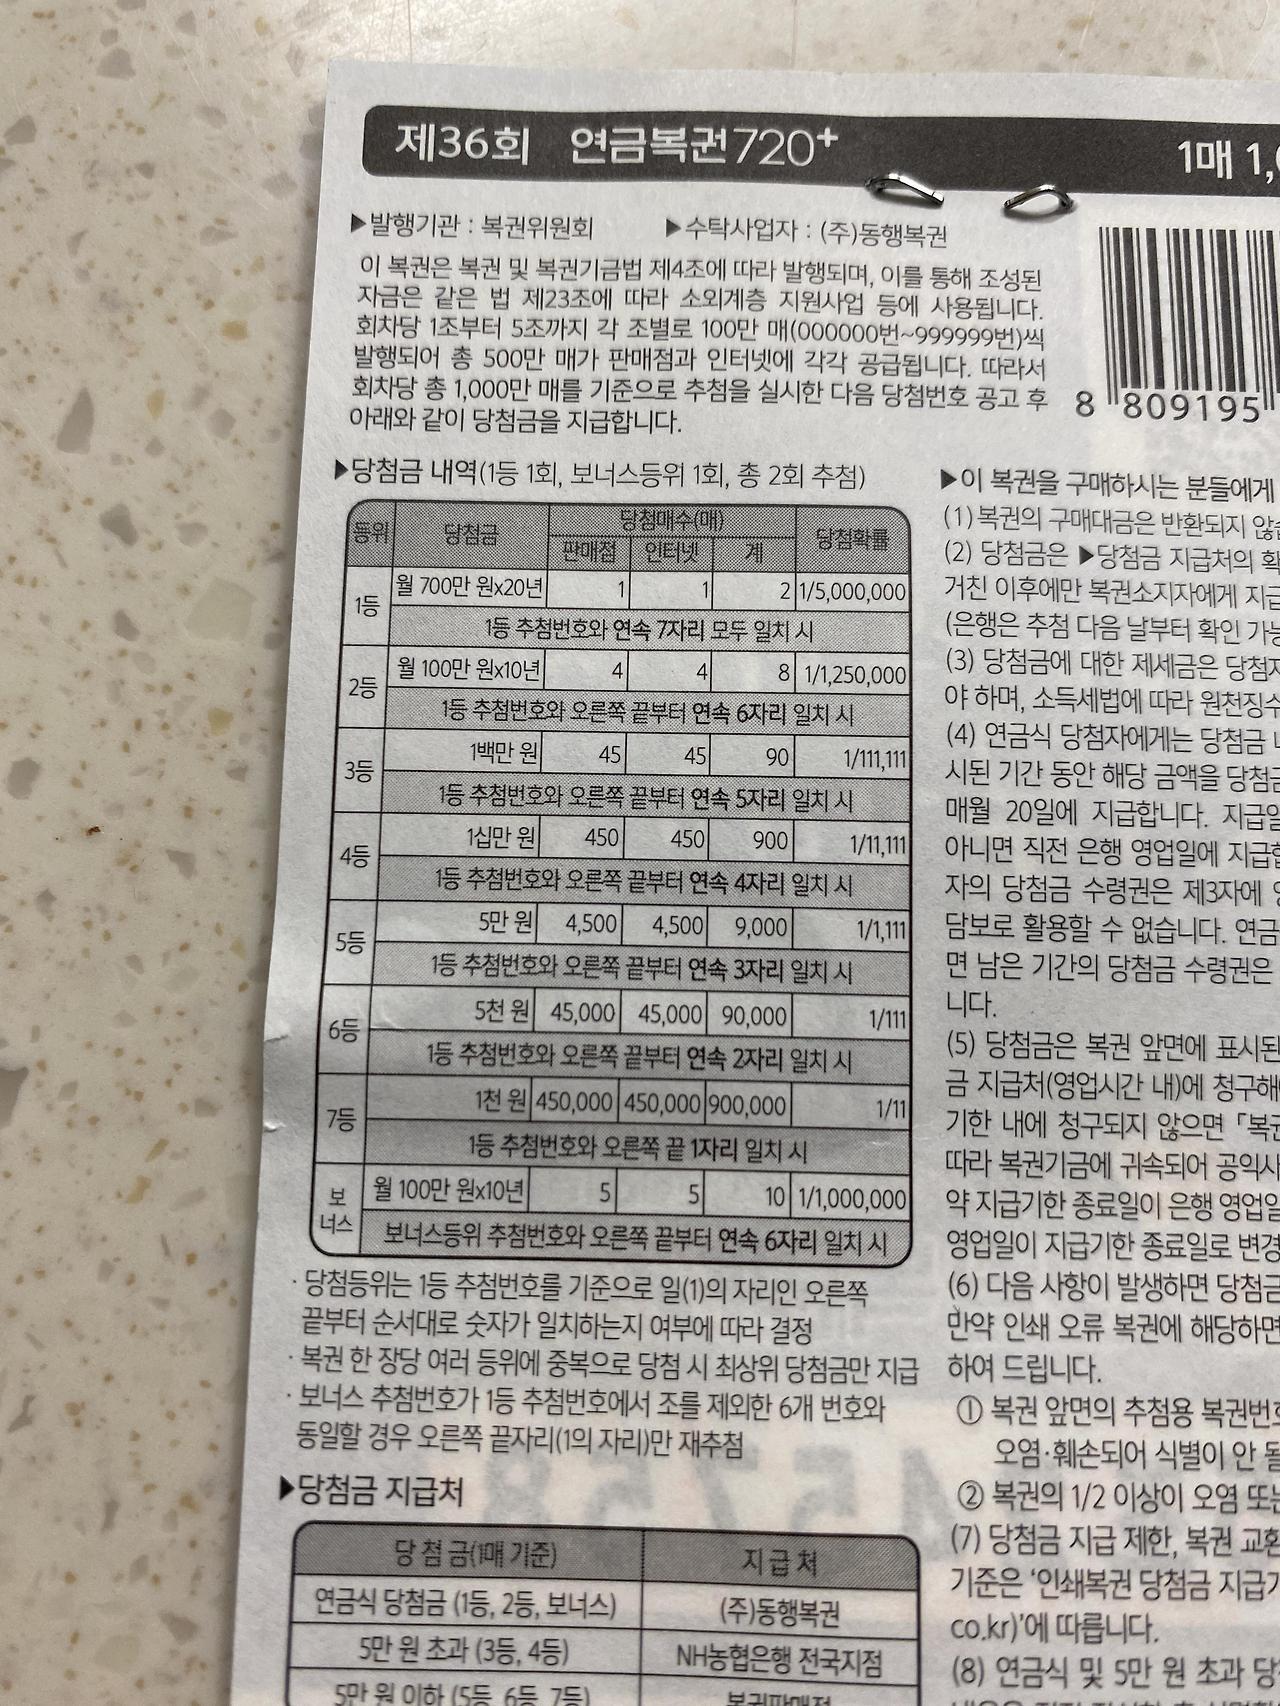 제36회 연금복권720+ 1매 1,
▶발행기관 : 복권위원회 ▶수탁사업자 : (주)동행복권
이 복권은 복권 및 복권기금법 제4조에 따라 발행되며, 이를 통해 조성된
자금은 같은 법 제23조에 따라 소외계층 지원사업 등에 사용됩니다.
회차당 1조부터 5조까지 각 조별로 100만 매(000000번~999999번)씩
발행되어 총 500만 매가 판매점과 인터넷에 각각 공급됩니다. 따라서
회차당 총 1,000만 매를 기준으로 추첨을 실시한 다음 당첨번호 공고 후
아래와 같이 당첨금을 지급합니다.
8 809195
▶당첨금 내역(1등 1회, 보너스등위 1회, 총 2회 추첨)
등위 당첨금 당첨매수(매) 당첨확률
판매점 인터넷 계
1등 월 700만 원x20년 1 1 2 1/5,000,000
1등 추첨번호와 연속 7자리 모두 일치 시
2등 월 100만 원x10년 4 4 8 1/1,250,000
1등 추첨번호와 오른쪽 끝부터 연속 6자리 일치 시
3등 1백만 원 45 45 90 1/111,111
1등 추첨번호와 오른쪽 끝부터 연속 5자리 일치 시
4등 1십만 원 450 450 900 1/11,111
1등 추첨번호와 오른쪽 끝부터 연속 4자리 일치 시
5등 5만 원 4,500 4,500 9,000 1/1,111
1등 추첨번호와 오른쪽 끝부터 연속 3자리 일치 시
6등 5천 원 45,000 45,000 90,000 1/111
1등 추첨번호와 오른쪽 끝부터 연속 2자리 일치 시
7등 1천 원 450,000 450,000 900,000 1/11
1등 추첨번호와 오른쪽 끝 1자리 일치 시
보너스 월 100만 원x10년 5 5 10 1/1,000,000
보너스등위 추첨번호와 오른쪽 끝부터 연속 6자리 일치 시
· 당첨등위는 1등 추첨번호를 기준으로 일(1)의 자리인 오른쪽
끝부터 순서대로 숫자가 일치하는지 여부에 따라 결정
· 복권 한 장당 여러 등위에 중복으로 당첨 시 최상위 당첨금만 지급
· 보너스 추첨번호가 1등 추첨번호에서 조를 제외한 6개 번호와
동일할 경우 오른쪽 끝자리(1의 자리)만 재추첨
▶당첨금 지급처
당 첨 금(1매 기준) 지 급 처
연금식 당첨금 (1등, 2등, 보너스) (주)동행복권
5만 원 초과 (3등, 4등) NH농협은행 전국지점
5만 원 이하 (5등, 6등, 7등) 복권판매점
▶이 복권을 구매하시는 분들에게
(1) 복권의 구매대금은 반환되지
(2) 당첨금은 ▶당첨금 지급처의
거친 이후에만 복권소지자에게
(은행은 추첨 다음 날부터 확인
(3) 당첨금에 대한 제세금은
야 하며, 소득세법에 따라
(4) 연금식 당첨자에게는 당첨금
시된 기간 동안 해당 금액을
매월 20일에 지급합니다.
아니면 직전 은행 영업일에
자의 당첨금 수령권은 제3자에
담보로 활용할 수 없습니다.
면 남은 기간의 당첨금 수령권은
니다.
(5) 당첨금은 복권 앞면에
금 지급처(영업시간 내)에
기한 내에 청구되지 않으면
따라 복권기금에 귀속되어
약 지급기한 종료일이 은행
영업일이 지급기한 종료일로
(6) 다음 사항이 발생하면
만약 인쇄 오류 복권에 해당하면
하여 드립니다.
① 복권 앞면의 추첨용
오염·훼손되어 식별이 안
② 복권의 1/2 이상이 오염
(7) 당첨금 지급 제한, 복권
기준은 '인쇄복권 당첨금
co.kr)'에 따릅니다.
(8) 연금식 및 5만 원 초과